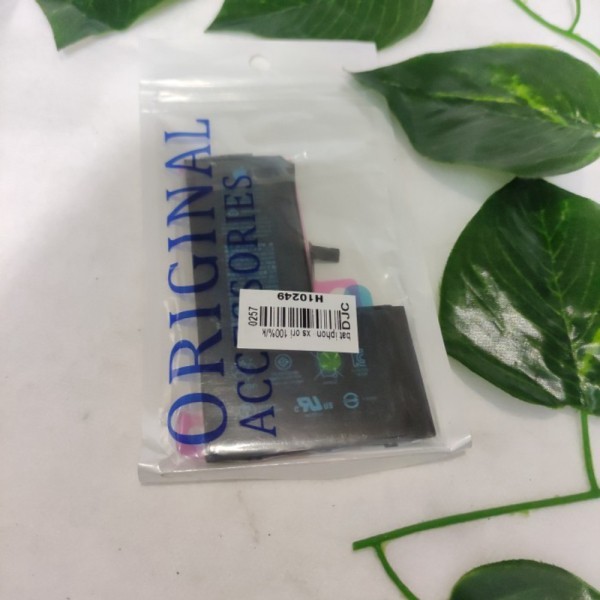 ORIGINAL
ACCESSORIES
DJC
bat iphon xs ori 100%/k
0257
H10249